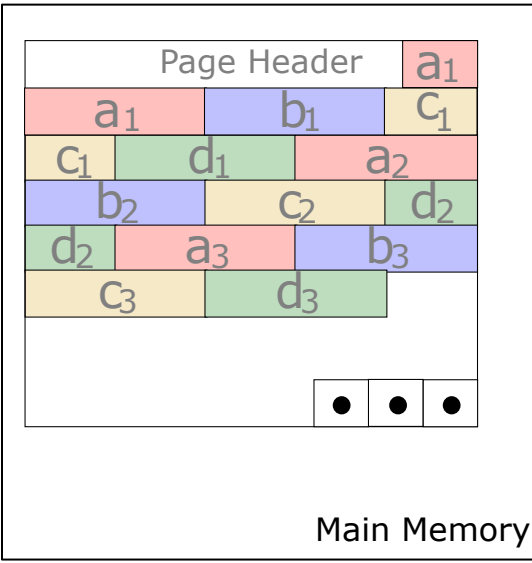 Page Header a₁
a₁ b₁ c₁
c₁ d₁ a₂
b₂ c₂ d₂
d₂ a₃ b₃
c₃ d₃
Main Memory